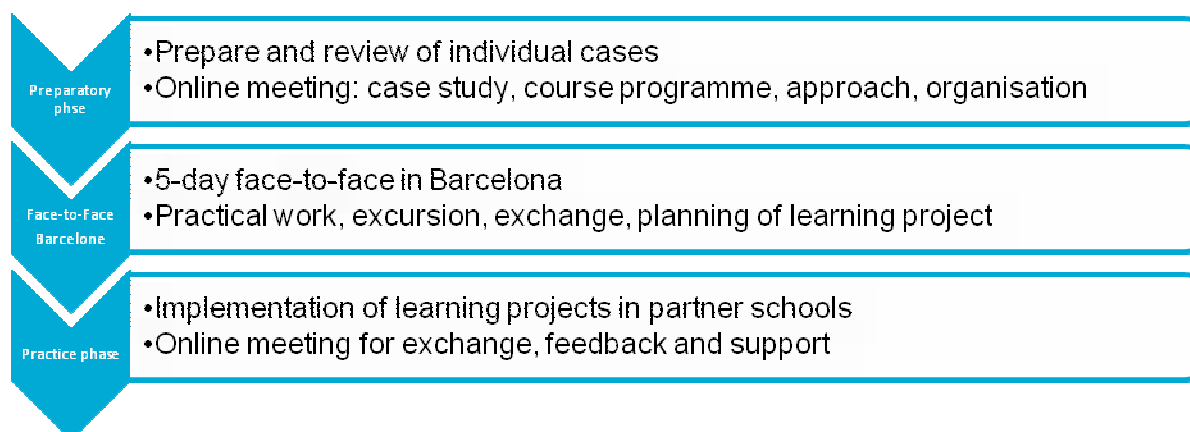 Preparatory
phse
•Prepare and review of individual cases
•Online meeting: case study, course programme, approach, organisation
Face-to-Face
Barcelone
•5-day face-to-face in Barcelona
•Practical work, excursion, exchange, planning of learning project
Practice phase
•Implementation of learning projects in partner schools
•Online meeting for exchange, feedback and support